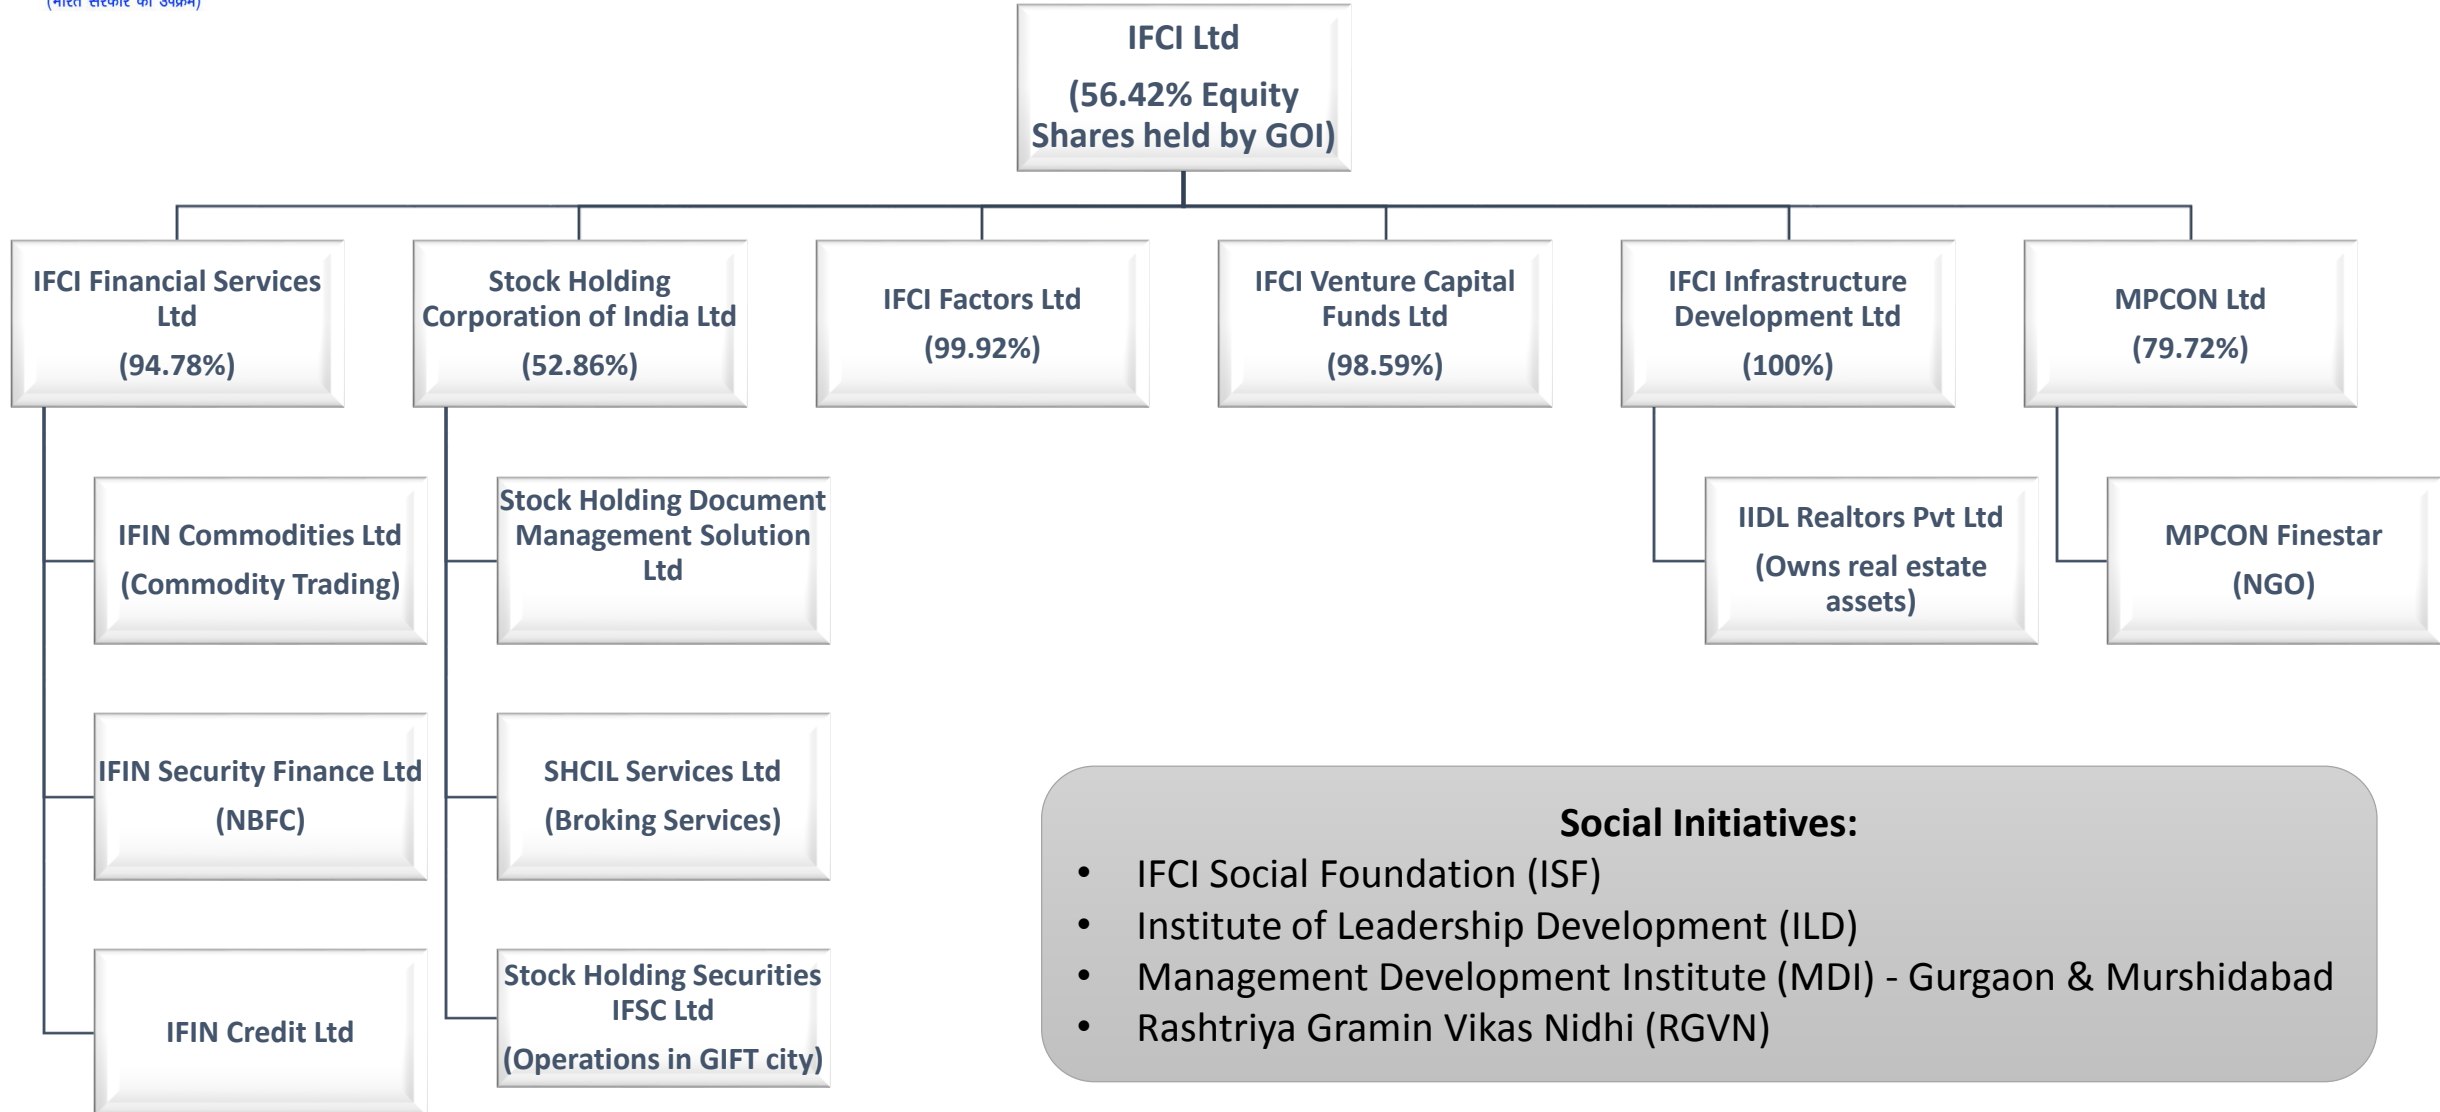 (भारत सरकार का उपक्रम)
IFCI Ltd
(56.42% Equity
Shares held by GOI)
IFCI Financial Services
Ltd
(94.78%)
Stock Holding
Corporation of India Ltd
(52.86%)
IFCI Factors Ltd
(99.92%)
IFCI Venture Capital
Funds Ltd
(98.59%)
IFCI Infrastructure
Development Ltd
(100%)
MPCON Ltd
(79.72%)
IFIN Commodities Ltd
(Commodity Trading)
Stock Holding Document
Management Solution
Ltd
IIDL Realtors Pvt Ltd
(Owns real estate
assets)
MPCON Finestar
(NGO)
IFIN Security Finance Ltd
(NBFC)
SHCIL Services Ltd
(Broking Services)
IFIN Credit Ltd
Stock Holding Securities
IFSC Ltd
(Operations in GIFT city)
Social Initiatives:
• IFCI Social Foundation (ISF)
• Institute of Leadership Development (ILD)
• Management Development Institute (MDI) - Gurgaon & Murshidabad
• Rashtriya Gramin Vikas Nidhi (RGVN)